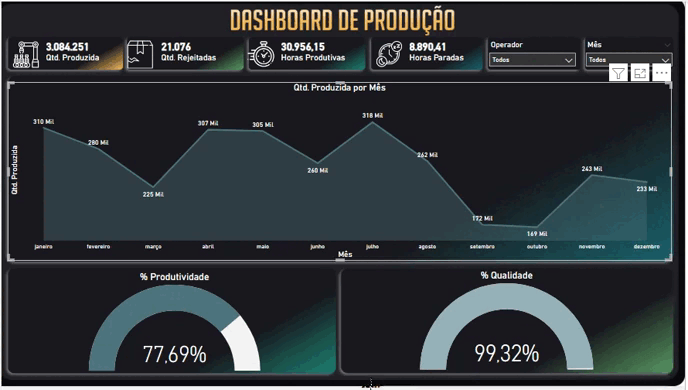 DASHBOARD DE PRODUÇÃO
3.084.251
Qtd. Produzida
21.076
Qtd. Rejeitadas
30.956,15
Horas Produtivas
8.890,41
Horas Paradas
Operador
Todos
Mês
Todos
Qtd. Produzida por Mês
Qtd. Produzida
310 Mil
280 Mil
225 Mil
307 Mil
305 Mil
260 Mil
318 Mil
262 Mil
172 Mil
169 Mil
243 Mil
233 Mil
janeiro
fevereiro
março
abril
maio
junho
julho
agosto
setembro
outubro
novembro
dezembro
Mês
% Produtividade
77,69%
% Qualidade
99,32%